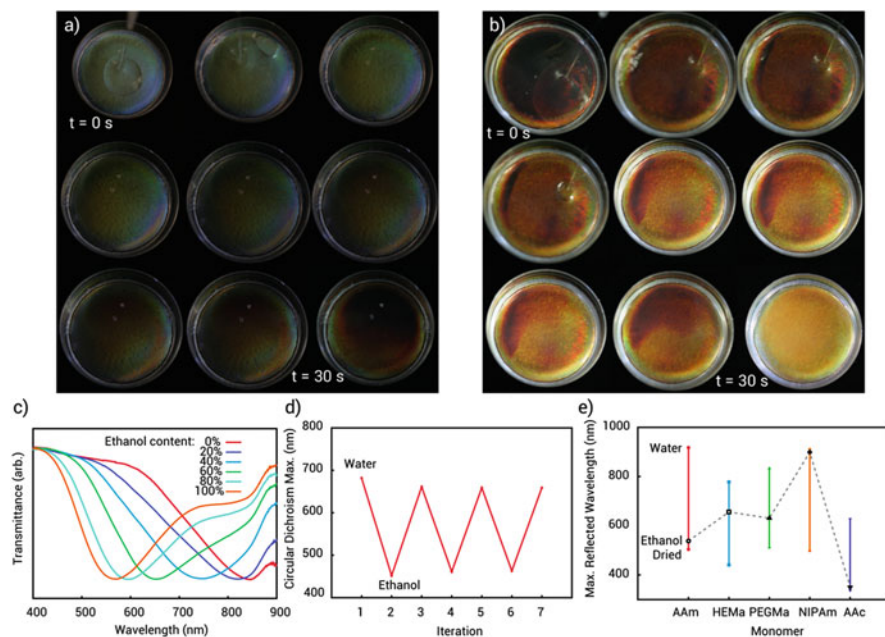 a)
t = 0 s
t = 30 s
b)
t = 0 s
t = 30 s
c)
Transmittance (arb.)
Ethanol content:
0%
20%
40%
60%
80%
100%
400 500 600 700 800 900
Wavelength (nm)
d)
Circular Dichroism Max. (nm)
800
700
600
500
400
Water
Ethanol
1 2 3 4 5 6 7
Iteration
e)
Max. Reflected Wavelength (nm)
1000
800
600
400
Water
Ethanol
Dried
AAm HEMa PEGMa NIPAm AAc
Monomer